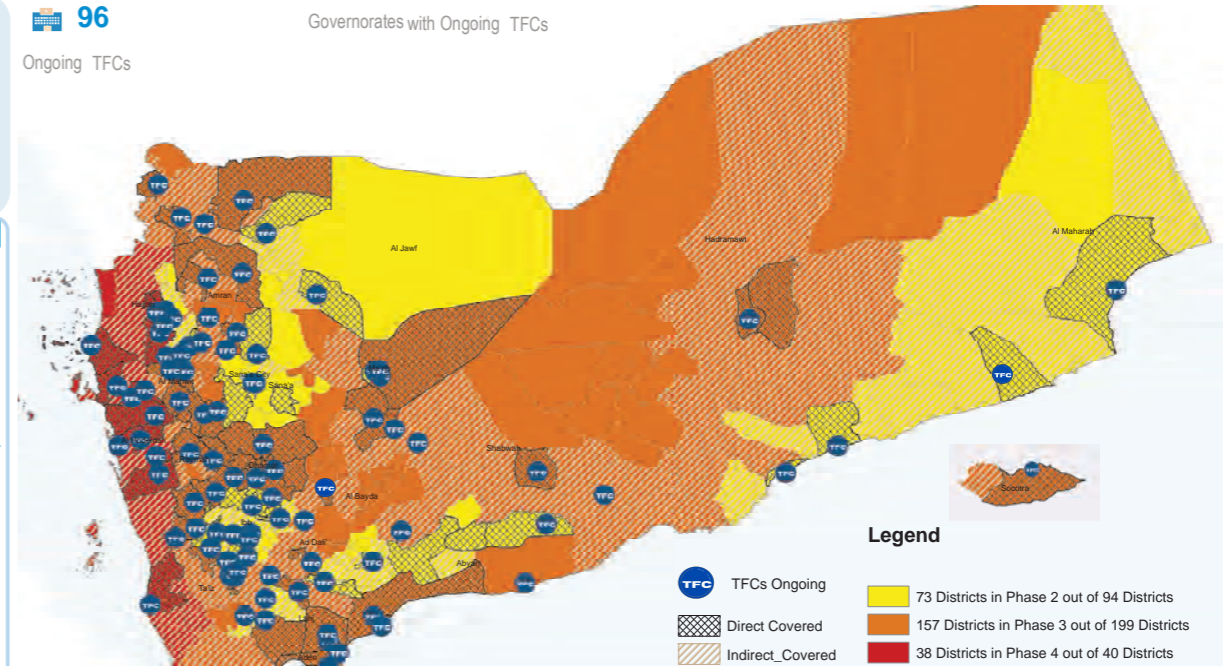 96
Governorates with Ongoing TFCs
Ongoing TFCs
Al Jawf
Hadramawt
Al Maharah
Amran
Sana'a City
Sana'a
Shabwah
Al Bayda
Socotra
Ad Dali'
Abyan
Ta'iz
Legend
TFC TFCs Ongoing
Direct Covered
Indirect_Covered
73 Districts in Phase 2 out of 94 Districts
157 Districts in Phase 3 out of 199 Districts
38 Districts in Phase 4 out of 40 Districts